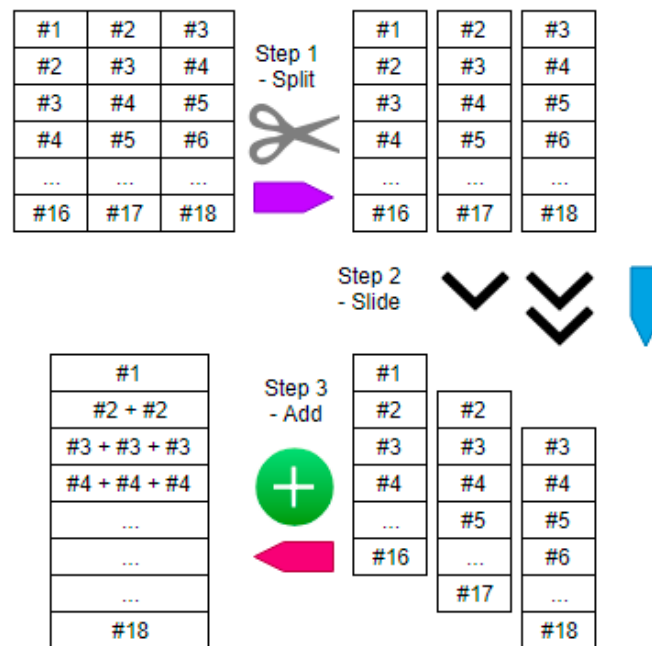 #1 #2 #3
#2 #3 #4
#3 #4 #5
#4 #5 #6
... ... ...
#16 #17 #18
Step 1
- Split
#1 #2 #3
#2 #3 #4
#3 #4 #5
#4 #5 #6
... ... ...
#16 #17 #18
Step 2
- Slide
#1
#2 + #2
#3 + #3 + #3
#4 + #4 + #4
...
...
...
#18
Step 3
- Add
#1
#2 #2
#3 #3 #3
#4 #4 #4
... #5 #5
#16 ... #6
#17 ...
#18